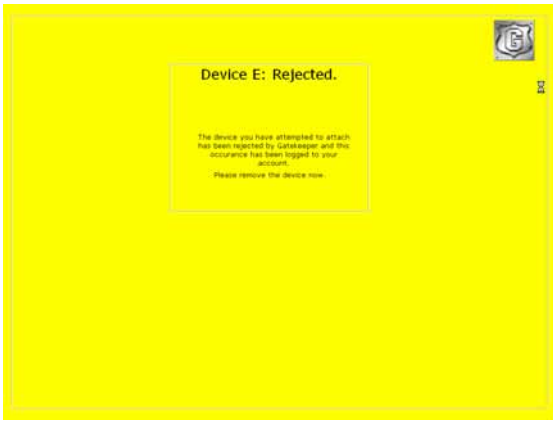 G
Device E: Rejected.
The device you have attempted to attach
has been rejected by Gatekeeper and this
occurance has been logged to your
account.
Please remove the device now.